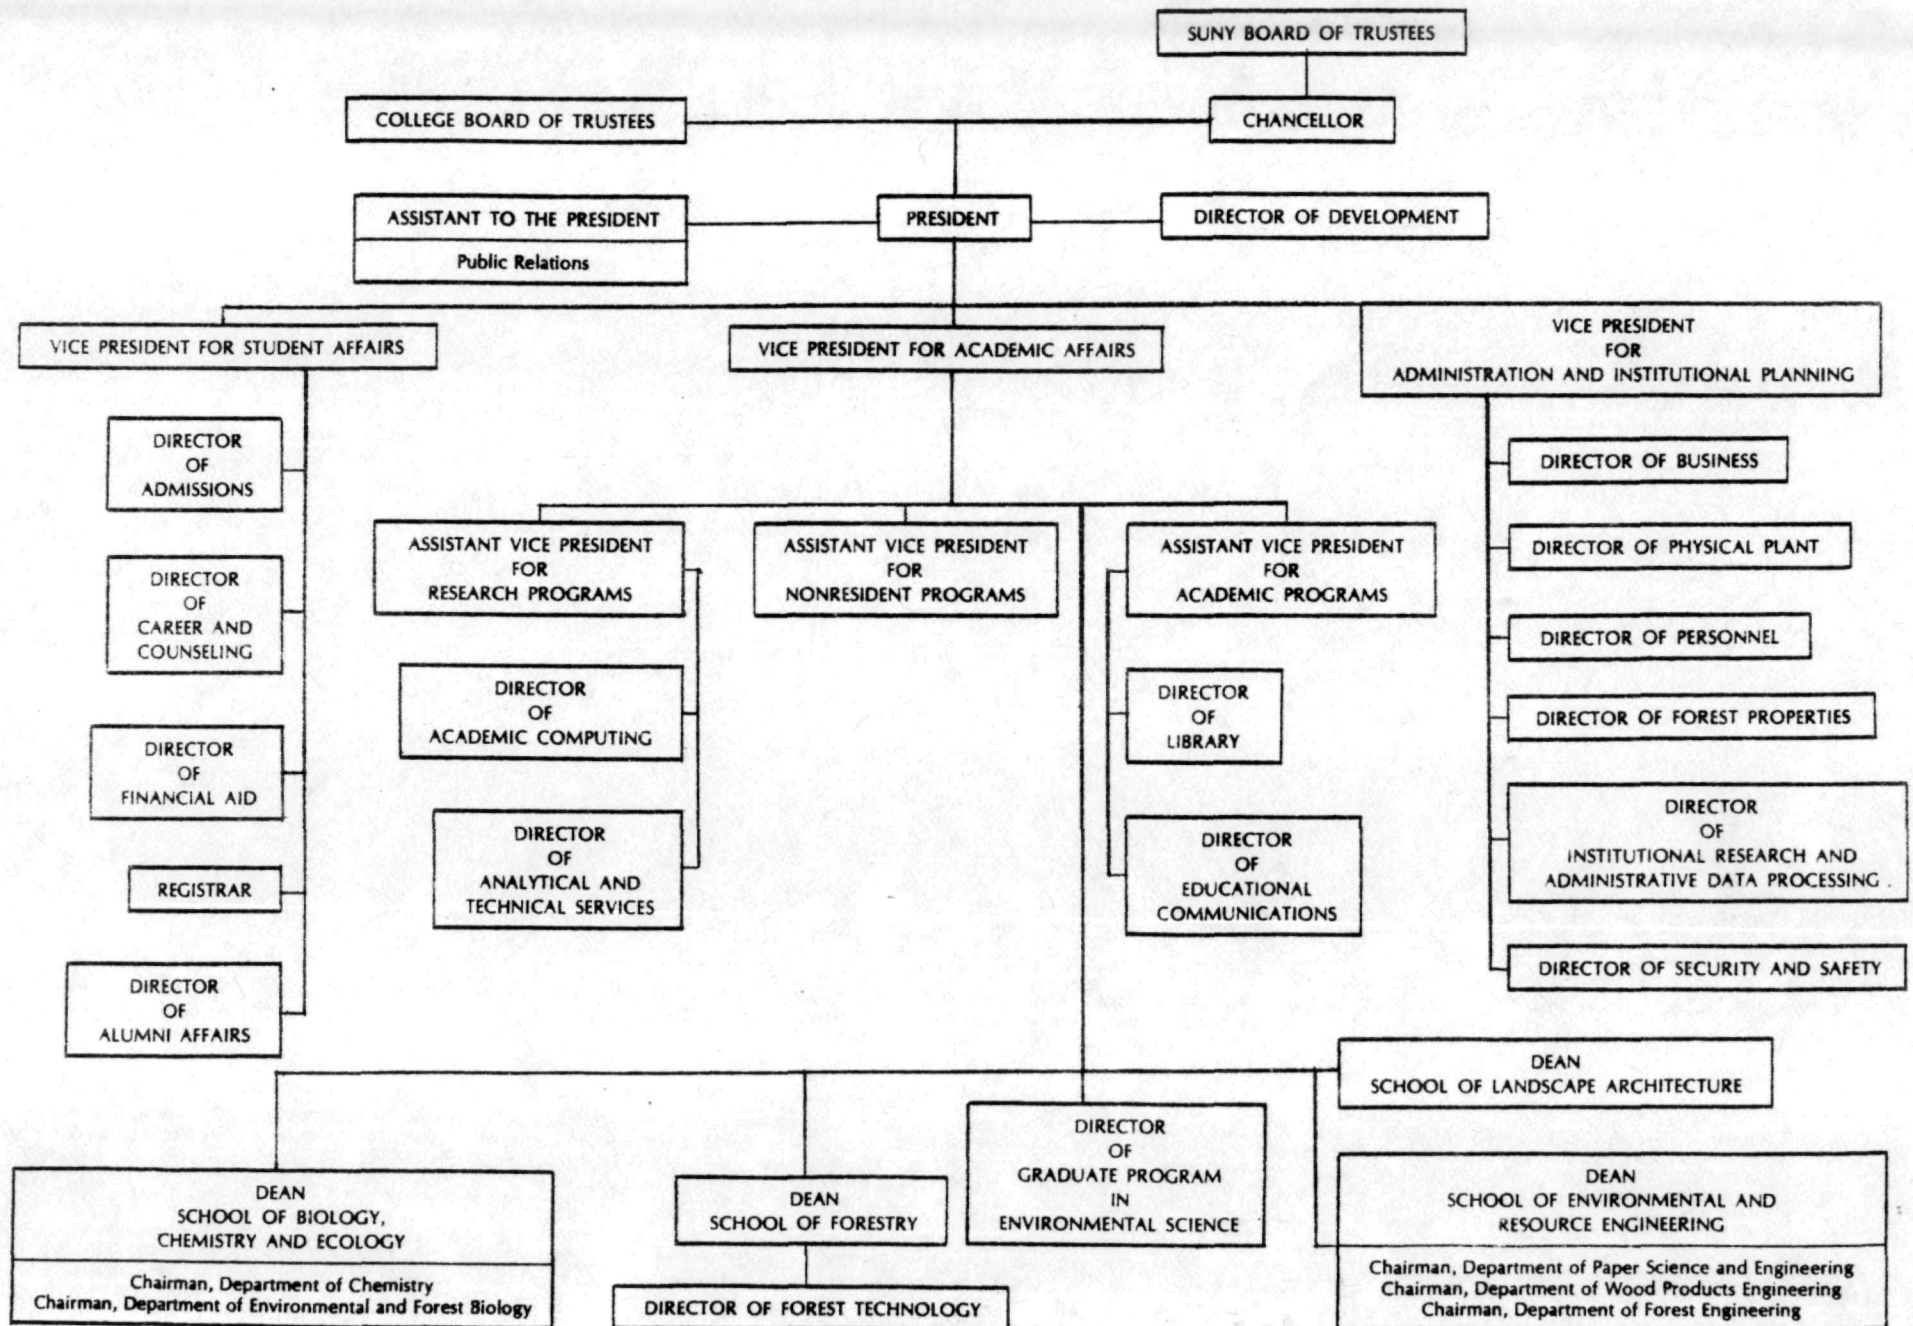 SUNY BOARD OF TRUSTEES
COLLEGE BOARD OF TRUSTEES
CHANCELLOR
ASSISTANT TO THE PRESIDENT
Public Relations
PRESIDENT
DIRECTOR OF DEVELOPMENT
VICE PRESIDENT FOR STUDENT AFFAIRS
VICE PRESIDENT FOR ACADEMIC AFFAIRS
VICE PRESIDENT
FOR
ADMINISTRATION AND INSTITUTIONAL PLANNING
DIRECTOR
OF
ADMISSIONS
DIRECTOR
OF
CAREER AND
COUNSELING
DIRECTOR
OF
FINANCIAL AID
REGISTRAR
DIRECTOR
OF
ALUMNI AFFAIRS
ASSISTANT VICE PRESIDENT
FOR
RESEARCH PROGRAMS
DIRECTOR
OF
ACADEMIC COMPUTING
DIRECTOR
OF
ANALYTICAL AND
TECHNICAL SERVICES
ASSISTANT VICE PRESIDENT
FOR
NONRESIDENT PROGRAMS
ASSISTANT VICE PRESIDENT
FOR
ACADEMIC PROGRAMS
DIRECTOR
OF
LIBRARY
DIRECTOR
OF
EDUCATIONAL
COMMUNICATIONS
DIRECTOR OF BUSINESS
DIRECTOR OF PHYSICAL PLANT
DIRECTOR OF PERSONNEL
DIRECTOR OF FOREST PROPERTIES
DIRECTOR
OF
INSTITUTIONAL RESEARCH AND
ADMINISTRATIVE DATA PROCESSING
DIRECTOR OF SECURITY AND SAFETY
DEAN
SCHOOL OF BIOLOGY,
CHEMISTRY AND ECOLOGY
Chairman, Department of Chemistry
Chairman, Department of Environmental and Forest Biology
DEAN
SCHOOL OF FORESTRY
DIRECTOR OF FOREST TECHNOLOGY
DIRECTOR
OF
GRADUATE PROGRAM
IN
ENVIRONMENTAL SCIENCE
DEAN
SCHOOL OF LANDSCAPE ARCHITECTURE
DEAN
SCHOOL OF ENVIRONMENTAL AND
RESOURCE ENGINEERING
Chairman, Department of Paper Science and Engineering
Chairman, Department of Wood Products Engineering
Chairman, Department of Forest Engineering